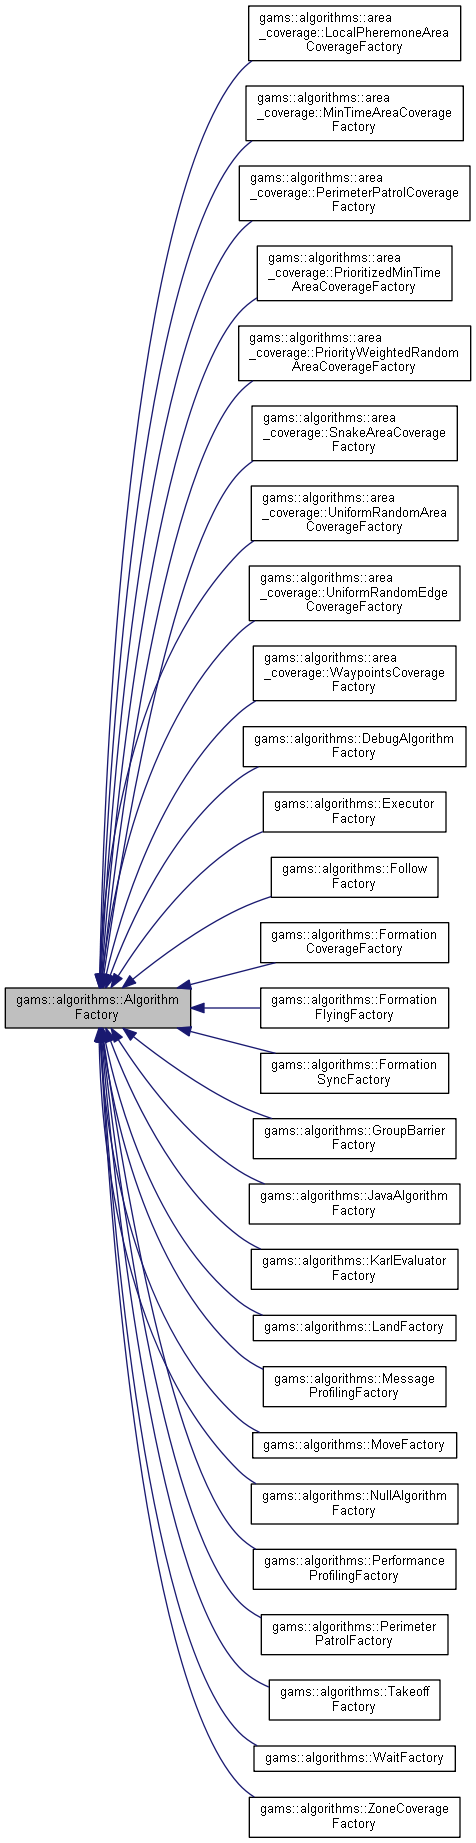 gams::algorithms::area
_coverage::LocalPheremoneArea
CoverageFactory
gams::algorithms::area
_coverage::MinTimeAreaCoverage
Factory
gams::algorithms::area
_coverage::PerimeterPatrolCoverage
Factory
gams::algorithms::area
_coverage::PrioritizedMinTime
AreaCoverageFactory
gams::algorithms::area
_coverage::PriorityWeightedRandom
AreaCoverageFactory
gams::algorithms::area
_coverage::SnakeAreaCoverage
Factory
gams::algorithms::area
_coverage::UniformRandomArea
CoverageFactory
gams::algorithms::area
_coverage::UniformRandomEdge
CoverageFactory
gams::algorithms::area
_coverage::WaypointsCoverage
Factory
gams::algorithms::DebugAlgorithm
Factory
gams::algorithms::Executor
Factory
gams::algorithms::Follow
Factory
gams::algorithms::Formation
CoverageFactory
gams::algorithms::Algorithm
Factory
gams::algorithms::Formation
FlyingFactory
gams::algorithms::Formation
SyncFactory
gams::algorithms::GroupBarrier
Factory
gams::algorithms::JavaAlgorithm
Factory
gams::algorithms::KarlEvaluator
Factory
gams::algorithms::LandFactory
gams::algorithms::Message
ProfilingFactory
gams::algorithms::MoveFactory
gams::algorithms::NullAlgorithm
Factory
gams::algorithms::Performance
ProfilingFactory
gams::algorithms::Perimeter
PatrolFactory
gams::algorithms::Takeoff
Factory
gams::algorithms::WaitFactory
gams::algorithms::ZoneCoverage
Factory